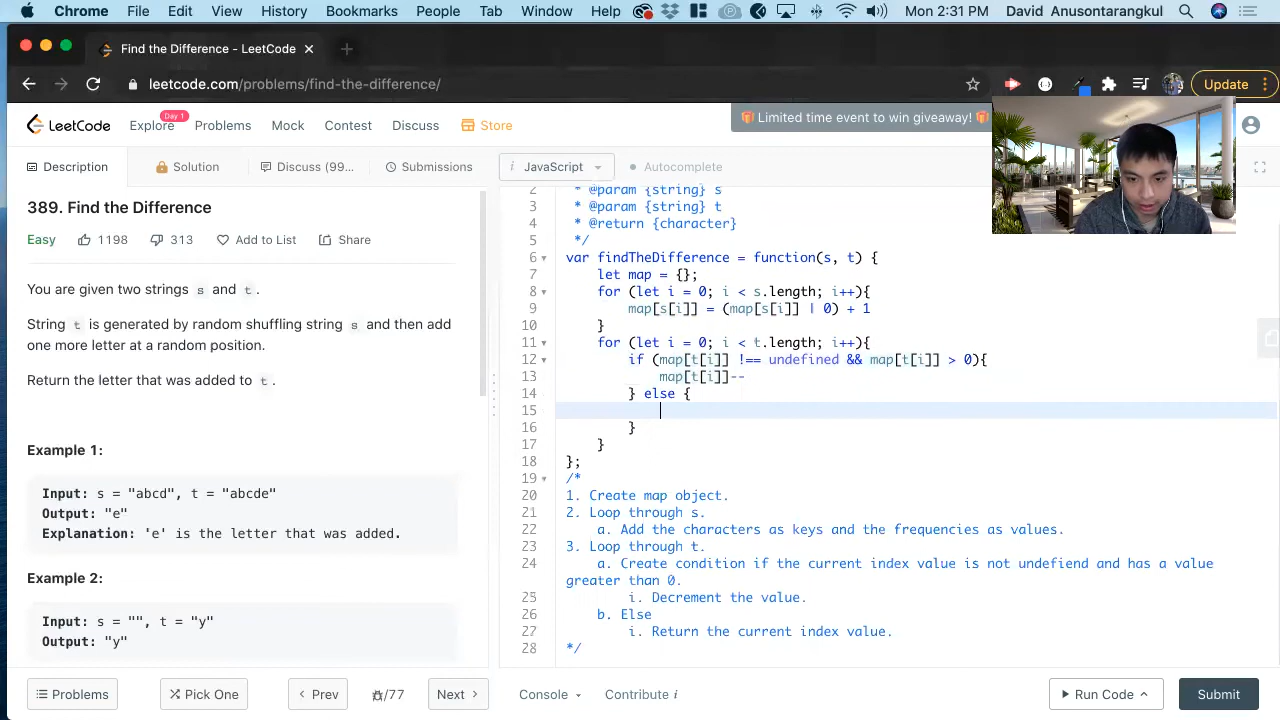 Chrome File Edit View History Bookmarks People Tab Window Help Mon 2:31 PM David Anusontarangkul
Find the Difference - LeetCode
leetcode.com/problems/find-the-difference/ Update
LeetCode Explore Day 1 Problems Mock Contest Discuss Store Limited time event to win giveaway!
Description Solution Discuss (99... Submissions i JavaScript Autocomplete
389. Find the Difference
Easy 1198 313 Add to List Share
You are given two strings s and t .
String t is generated by random shuffling string s and then add
one more letter at a random position.
Return the letter that was added to t .
Example 1:
Input: s = "abcd", t = "abcde"
Output: "e"
Explanation: 'e' is the letter that was added.
Example 2:
Input: s = "", t = "y"
Output: "y"
2 * @param {string} s
3 * @param {string} t
4 * @return {character}
5 */
6 var findTheDifference = function(s, t) {
7 let map = {};
8 for (let i = 0; i < s.length; i++){
9 map[s[i]] = (map[s[i]] | 0) + 1
10 }
11 for (let i = 0; i < t.length; i++){
12 if (map[t[i]] !== undefined && map[t[i]] > 0){
13 map[t[i]]--
14 } else {
15
16 }
17 }
18 };
19 /*
20 1. Create map object.
21 2. Loop through s.
22 a. Add the characters as keys and the frequencies as values.
23 3. Loop through t.
24 a. Create condition if the current index value is not undefiend and has a value
greater than 0.
25 i. Decrement the value.
26 b. Else
27 i. Return the current index value.
28 */
Problems Pick One Prev /77 Next Console Contribute i Run Code Submit